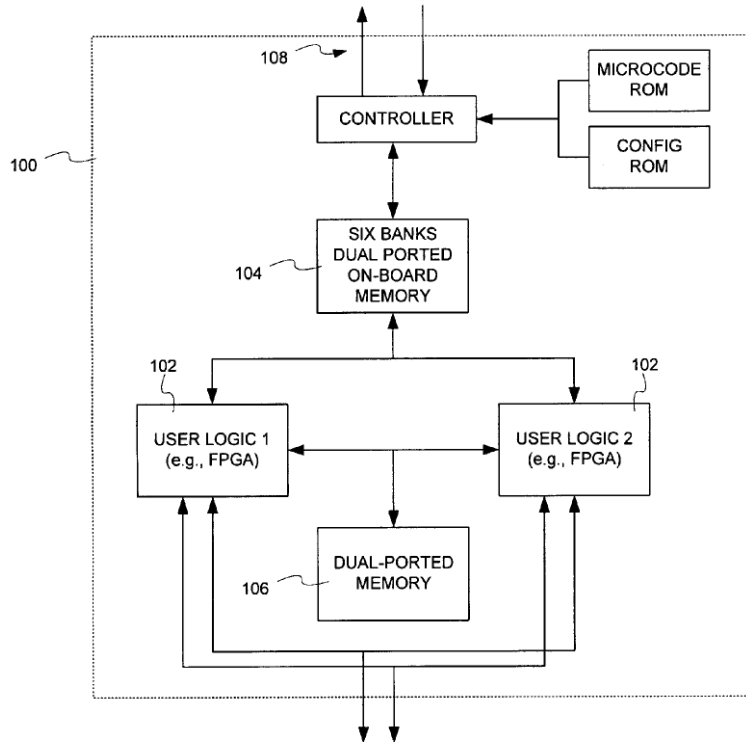 108
MICROCODE
ROM
CONTROLLER
CONFIG
ROM
100
SIX BANKS
DUAL PORTED
ON-BOARD
MEMORY
104
102
102
USER LOGIC 1
(e.g., FPGA)
USER LOGIC 2
(e.g., FPGA)
DUAL-PORTED
MEMORY
106